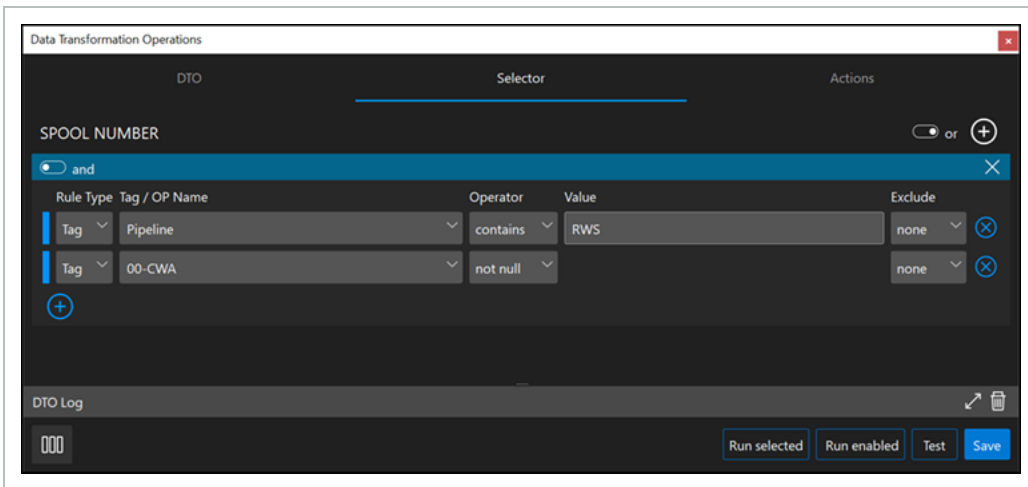 Data Transformation Operations
DTO Selector Actions
SPOOL NUMBER or
and
Rule Type Tag / OP Name Operator Value Exclude
Tag Pipeline contains RWS none
Tag 00-CWA not null none
DTO Log
Run selected Run enabled Test Save